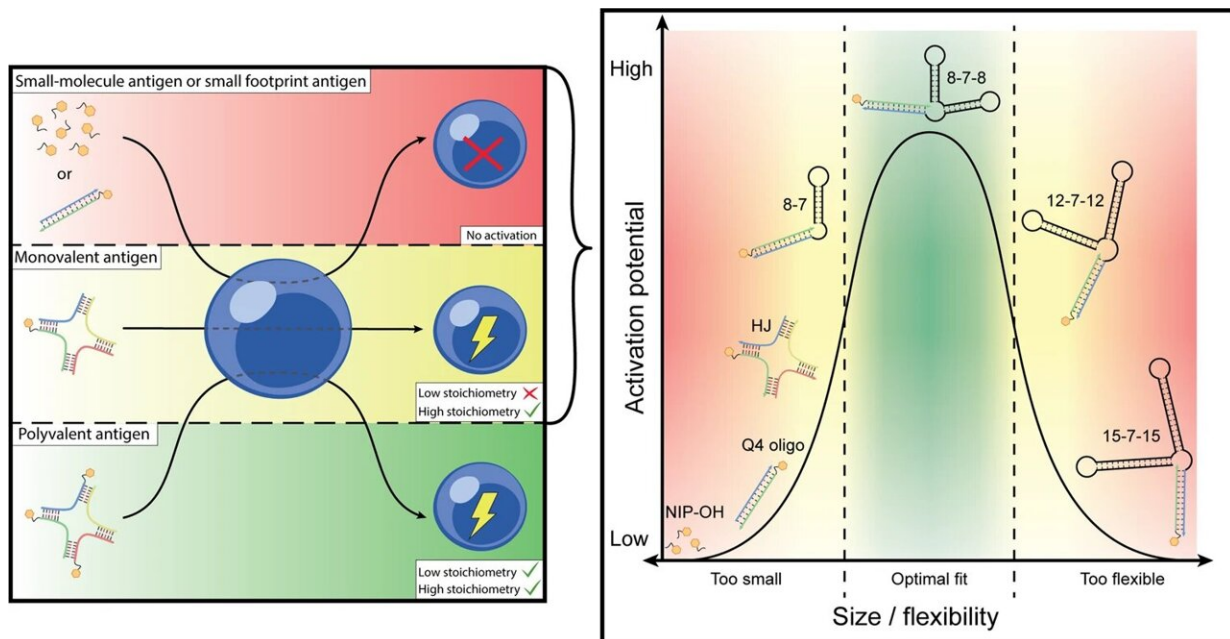 Small-molecule antigen or small footprint antigen
or
No activation
Monovalent antigen
Low stoichiometry
High stoichiometry
Polyvalent antigen
Low stoichiometry
High stoichiometry
Activation potential
High
Low
8-7-8
8-7
12-7-12
HJ
15-7-15
Q4 oligo
NIP-OH
Too small
Optimal fit
Too flexible
Size / flexibility